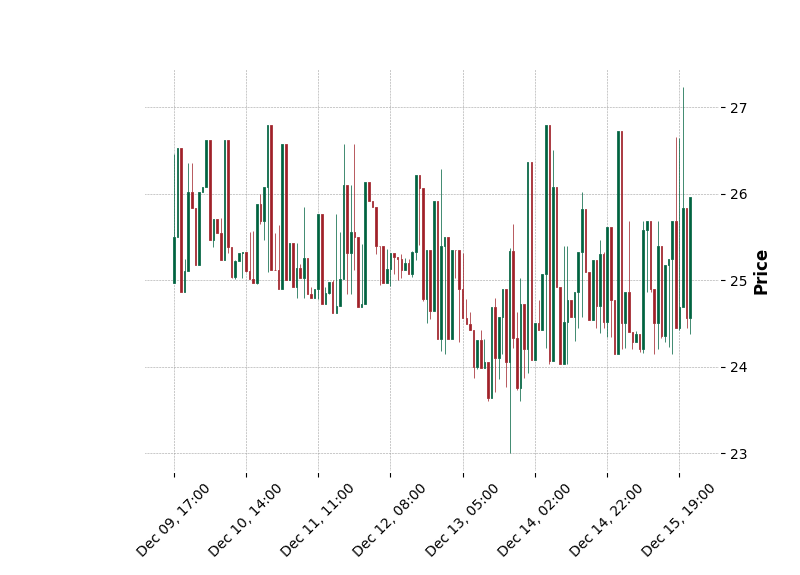 27
26
25
24
23
Price
Dec 09, 17:00
Dec 10, 14:00
Dec 11, 11:00
Dec 12, 08:00
Dec 13, 05:00
Dec 14, 02:00
Dec 14, 22:00
Dec 15, 19:00